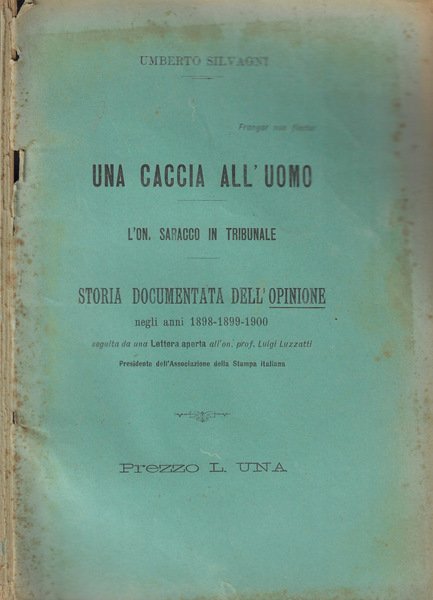 UMBERTO SILVAGNI
Frangar non flectar
UNA CACCIA ALL'UOMO
L'ON. SARACCO IN TRIBUNALE
STORIA DOCUMENTATA DELL'OPINIONE
negli anni 1898-1899-1900
seguita da una Lettera aperta all'on. prof. Luigi Luzzatti
Presidente dell'Associazione della Stampa italiana
Prezzo L. UNA